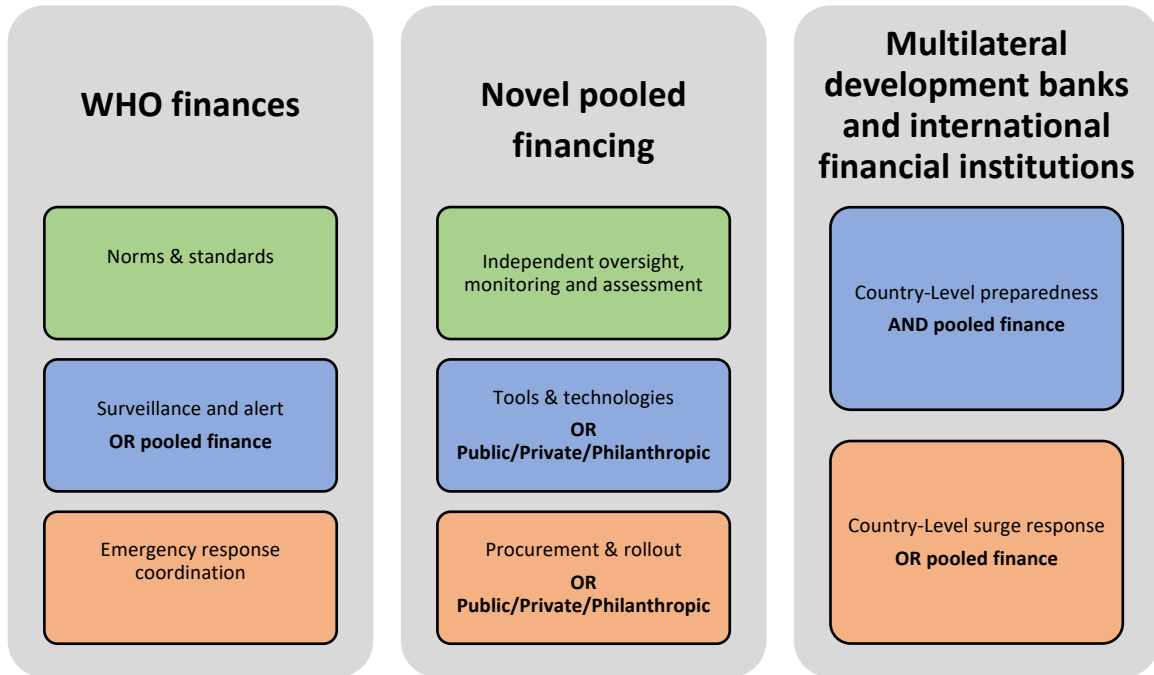 WHO finances
Norms & standards
Surveillance and alert
OR pooled finance
Emergency response
coordination
Novel pooled
financing
Independent oversight,
monitoring and assessment
Tools & technologies
OR
Public/Private/Philanthropic
Procurement & rollout
OR
Public/Private/Philanthropic
Multilateral
development banks
and international
financial institutions
Country-Level preparedness
AND pooled finance
Country-Level surge response
OR pooled finance